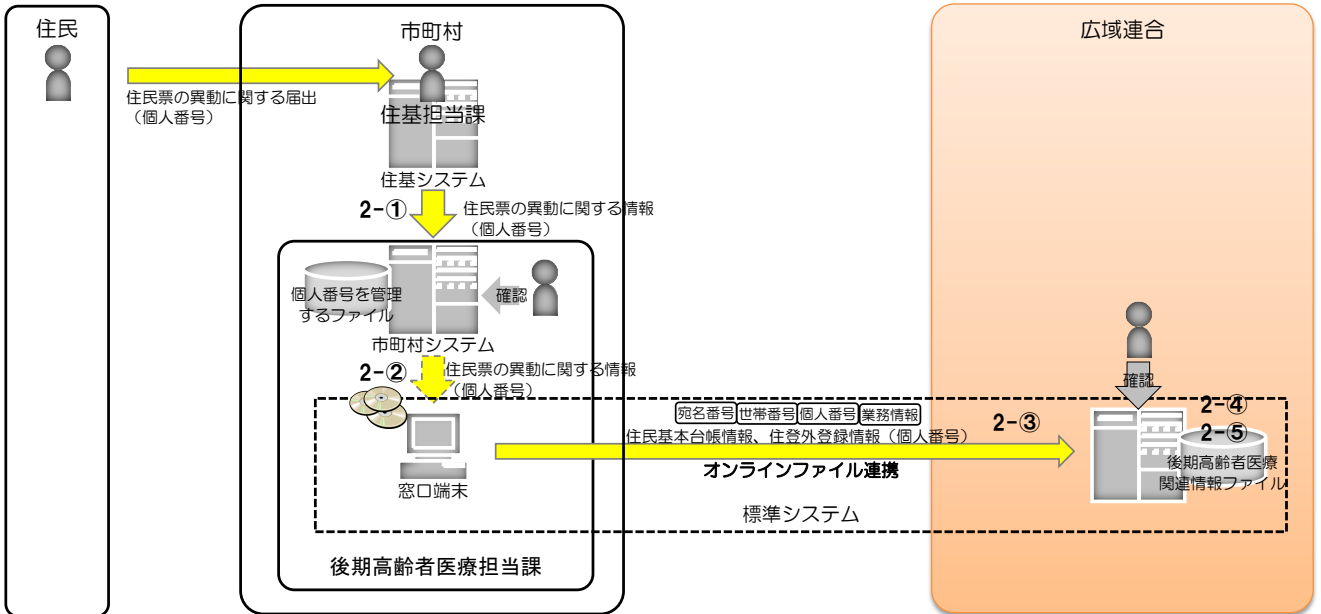 住民
市町村
広域連合
住民票の異動に関する届出
（個人番号）
住基担当課
住基システム
2-①
住民票の異動に関する情報
（個人番号）
個人番号を管理
するファイル
確認
市町村システム
2-②
住民票の異動に関する情報
（個人番号）
窓口端末
宛名番号 世帯番号 個人番号 業務情報
住民基本台帳情報、住登外登録情報（個人番号）
2-③
オンラインファイル連携
確認
2-④
2-⑤
後期高齢者医療
関連情報ファイル
標準システム
後期高齢者医療担当課